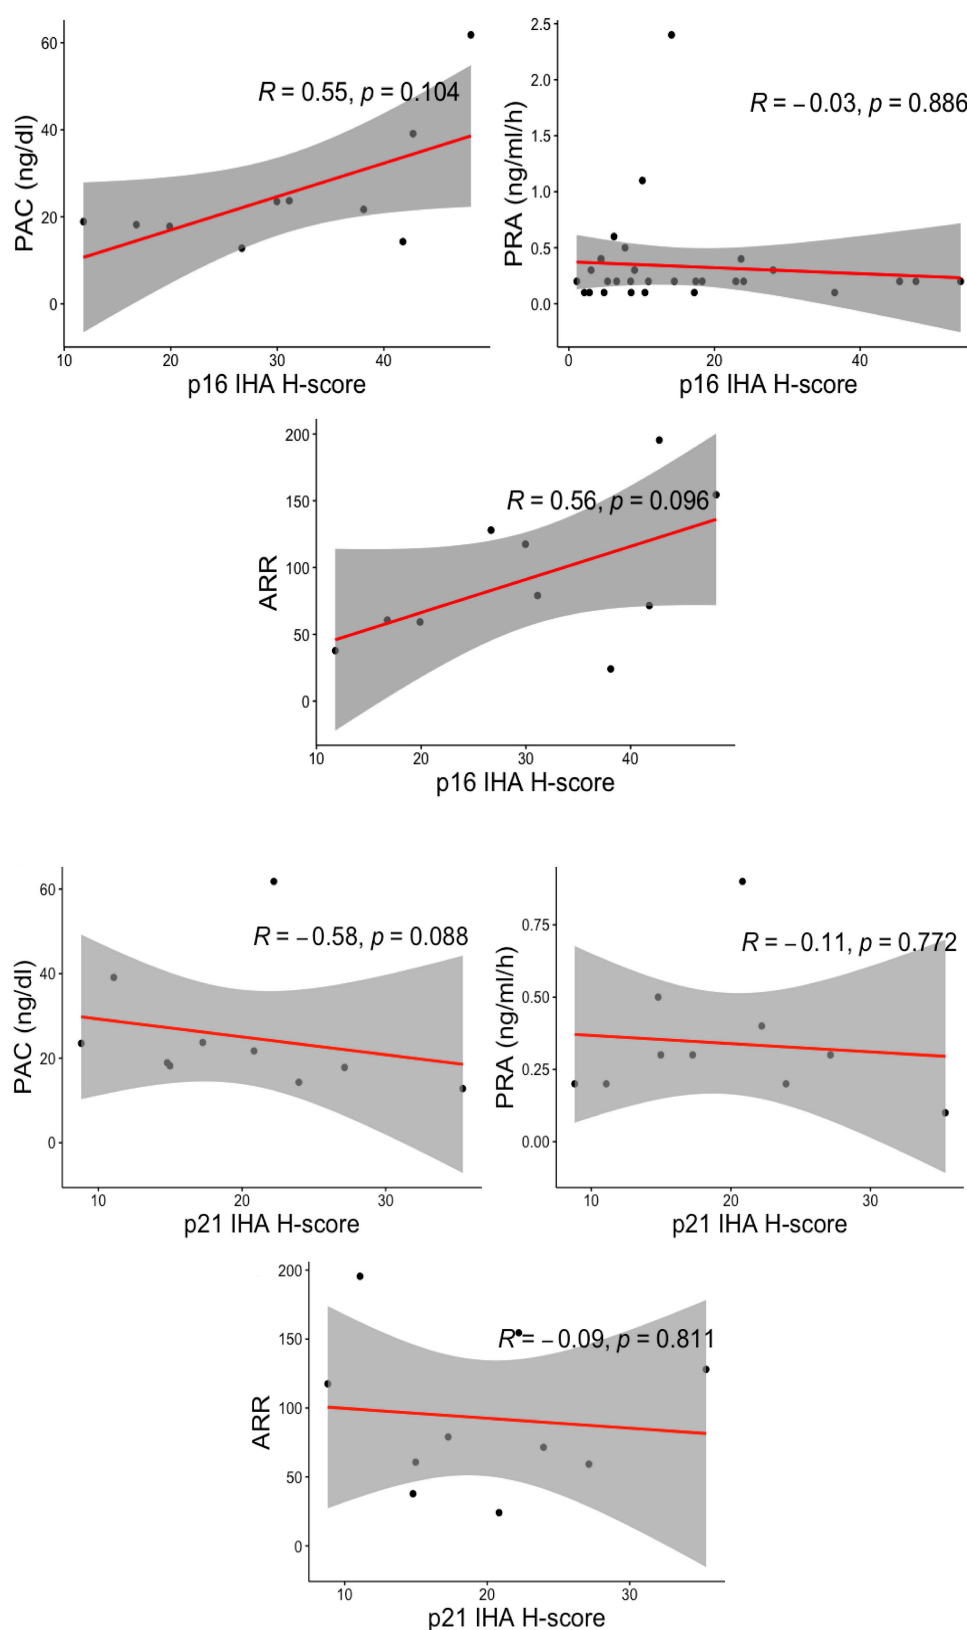 R = 0.55, p = 0.104
60
40
20
0
PAC (ng/dl)
10 20 30 40
p16 IHA H-score
R = −0.03, p = 0.886
2.5
2.0
1.5
1.0
0.5
0.0
PRA (ng/ml/h)
0 20 40
p16 IHA H-score
R = 0.56, p = 0.096
200
150
100
50
0
ARR
10 20 30 40
p16 IHA H-score
R = −0.58, p = 0.088
60
40
20
0
PAC (ng/dl)
10 20 30
p21 IHA H-score
R = −0.11, p = 0.772
0.75
0.50
0.25
0.00
PRA (ng/ml/h)
10 20 30
p21 IHA H-score
R = −0.09, p = 0.811
200
150
100
50
0
ARR
10 20 30
p21 IHA H-score